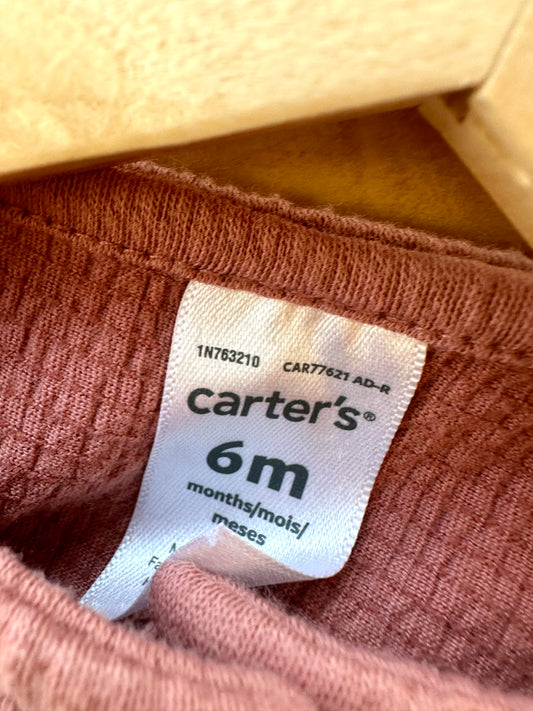 1N763210 CAR77621 AD-R
carter's®
6m
months/mois/
meses